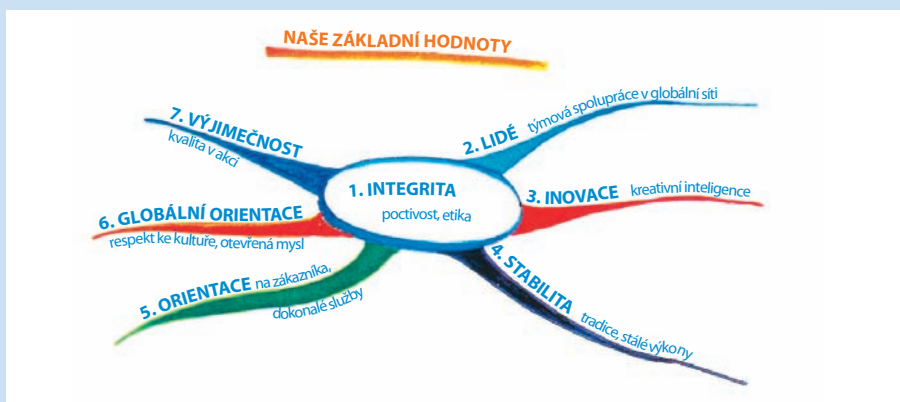 NAŠE ZÁKLADNÍ HODNOTY
1. INTEGRITA
poctivost, etika
2. LIDÉ týmová spolupráce v globální síti
3. INOVACE kreativní inteligence
4. STABILITA
tradice, stálé výkony
5. ORIENTACE na zákazníka,
dokonalé služby
6. GLOBÁLNÍ ORIENTACE
respekt ke kultuře, otevřená mysl
7. VÝJIMEČNOST
kvalita v akci